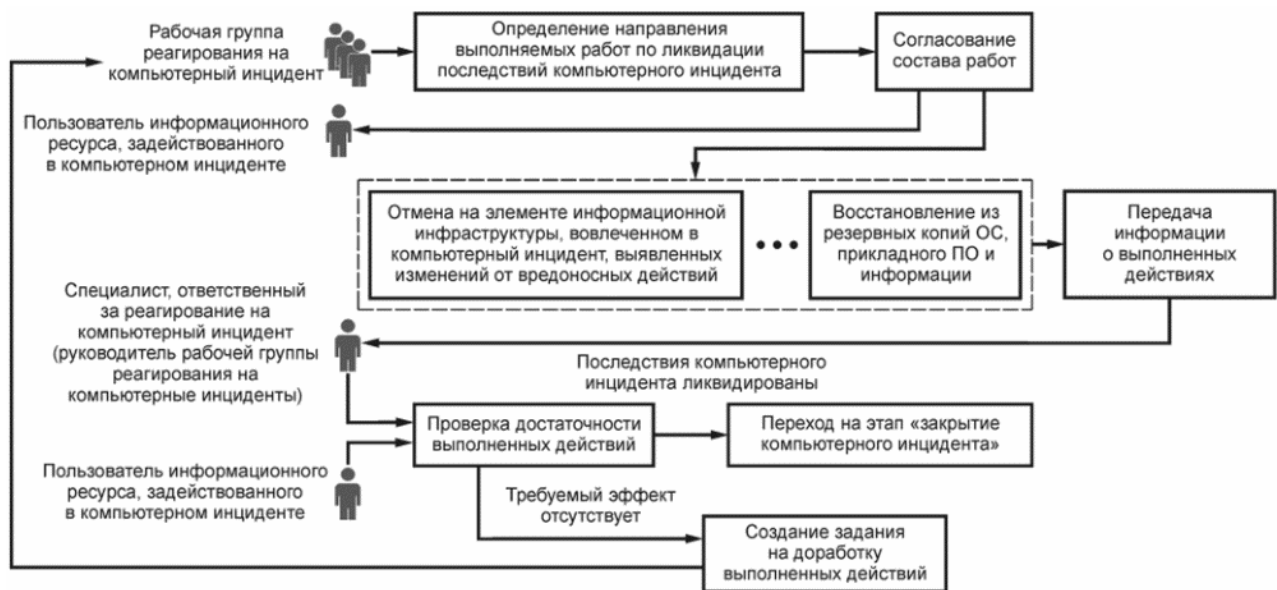 Рабочая группа
реагирования на
компьютерный инцидент
Определение направления
выполняемых работ по ликвидации
последствий компьютерного инцидента
Согласование
состава работ
Пользователь информационного
ресурса, задействованного
в компьютерном инциденте
Отмена на элементе информационной
инфраструктуры, вовлеченном в
компьютерный инцидент, выявленных
изменений от вредоносных действий
Восстановление из
резервных копий ОС,
прикладного ПО и
информации
Передача
информации
о выполненных
действиях
Специалист, ответственный
за реагирование на
компьютерный инцидент
(руководитель рабочей группы
реагирования на
компьютерные инциденты)
Последствия компьютерного
инцидента ликвидированы
Проверка достаточности
выполненных действий
Переход на этап «закрытие
компьютерного инцидента»
Пользователь информационного
ресурса, задействованного
в компьютерном инциденте
Требуемый эффект
отсутствует
Создание задания
на доработку
выполненных действий